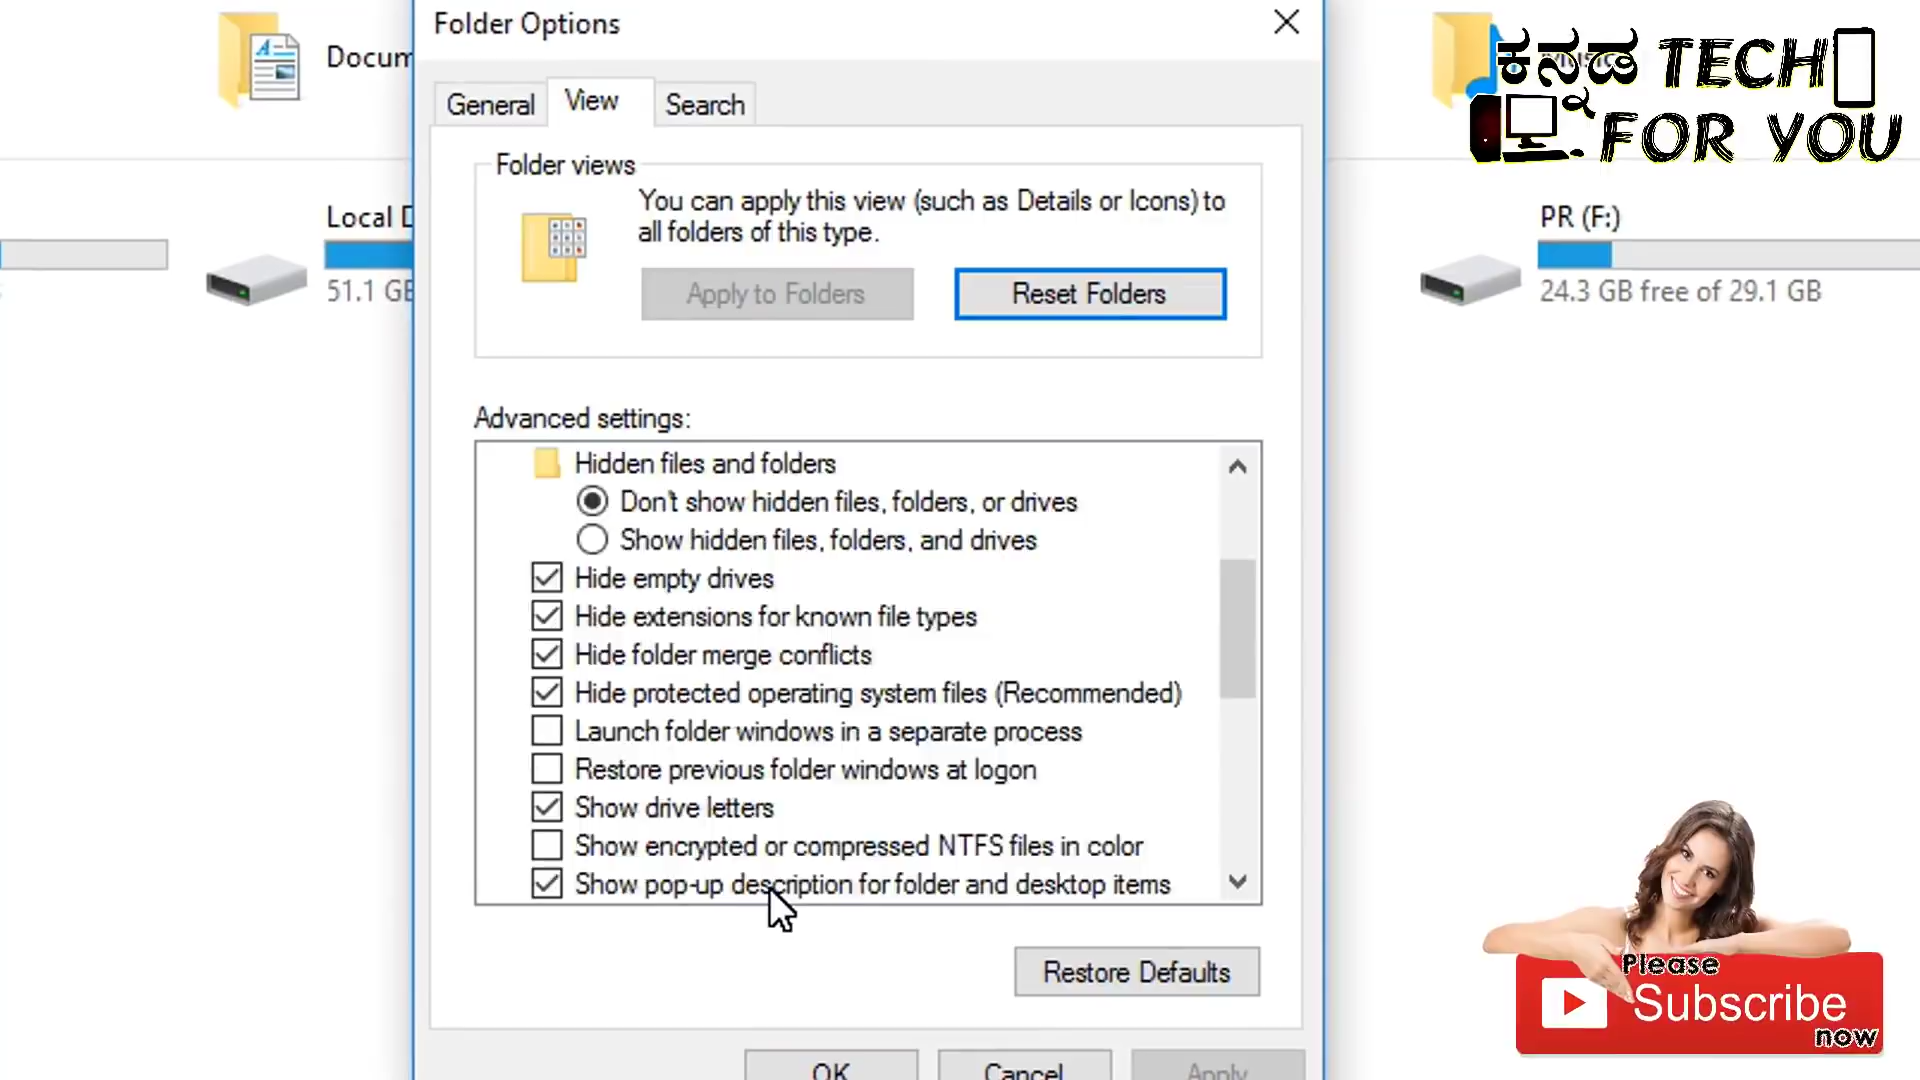 Folder Options
Docum
ಕನ್ನಡ TECH
FOR YOU
General
View
Search
Folder views
You can apply this view (such as Details or Icons) to
all folders of this type.
Apply to Folders
Reset Folders
Local D
51.1 GB
PR (F:)
24.3 GB free of 29.1 GB
Advanced settings:
Hidden files and folders
Don't show hidden files, folders, or drives
Show hidden files, folders, and drives
Hide empty drives
Hide extensions for known file types
Hide folder merge conflicts
Hide protected operating system files (Recommended)
Launch folder windows in a separate process
Restore previous folder windows at logon
Show drive letters
Show encrypted or compressed NTFS files in color
Show pop-up description for folder and desktop items
Restore Defaults
OK
Cancel
Apply
Please
Subscribe
now